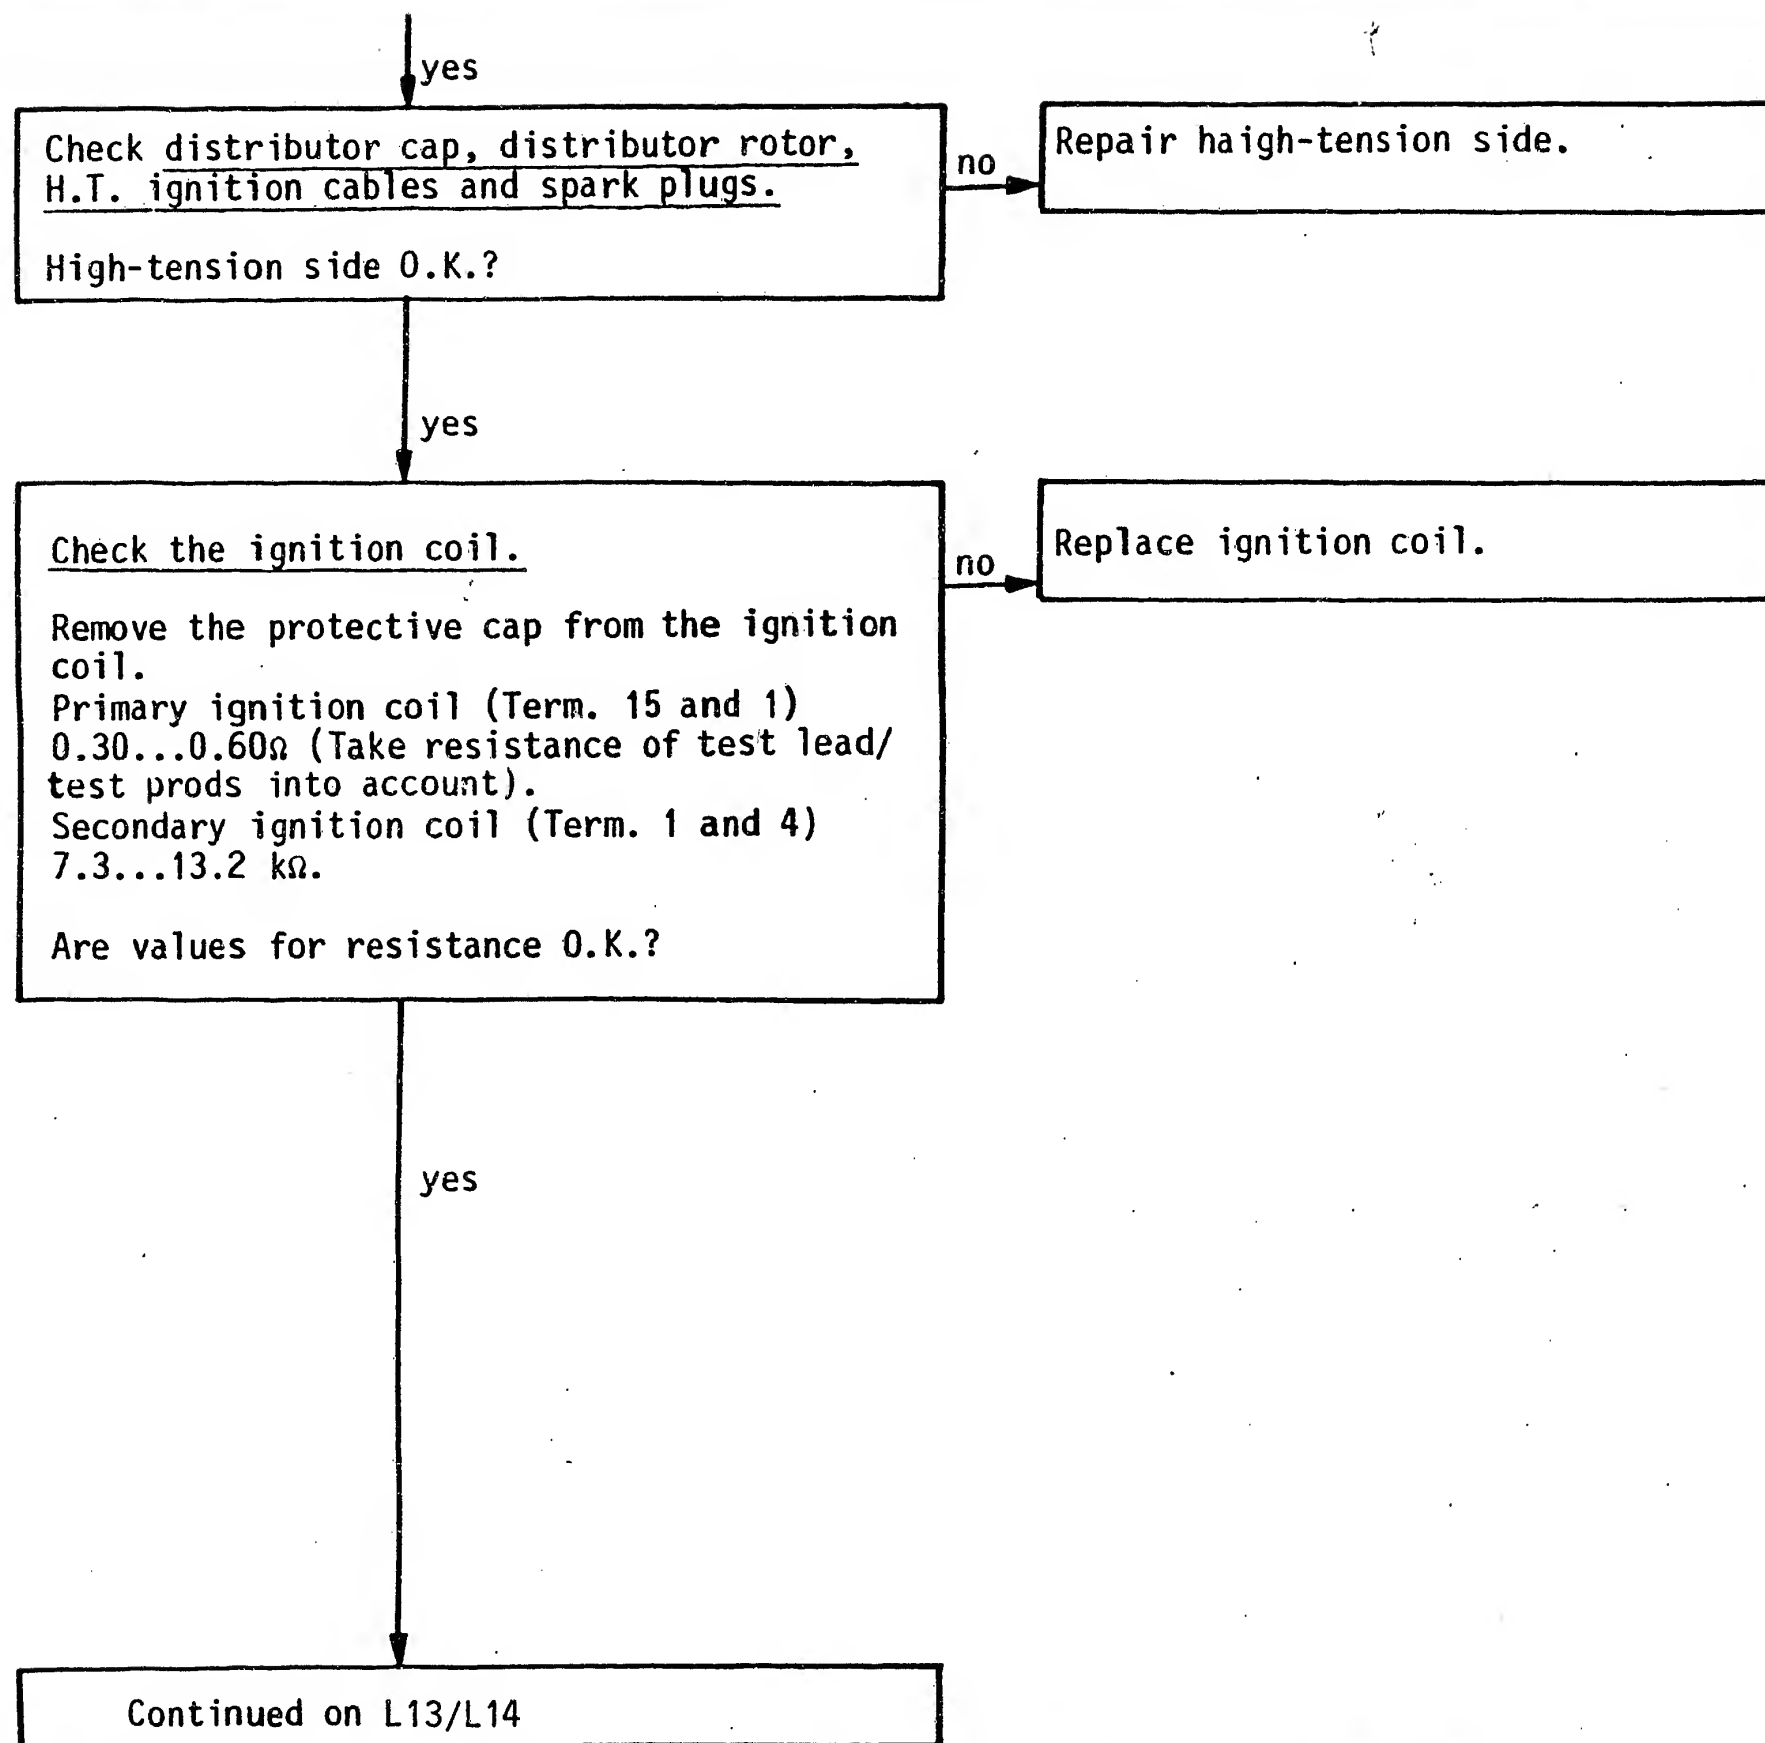 yes
Check distributor cap, distributor rotor,
H.T. ignition cables and spark plugs.
High-tension side O.K.?
no
Repair haigh-tension side.
yes
Check the ignition coil.
Remove the protective cap from the ignition
coil.
Primary ignition coil (Term. 15 and 1)
0.30...0.60Ω (Take resistance of test lead/
test prods into account).
Secondary ignition coil (Term. 1 and 4)
7.3...13.2 kΩ.
Are values for resistance O.K.?
no
Replace ignition coil.
yes
Continued on L13/L14